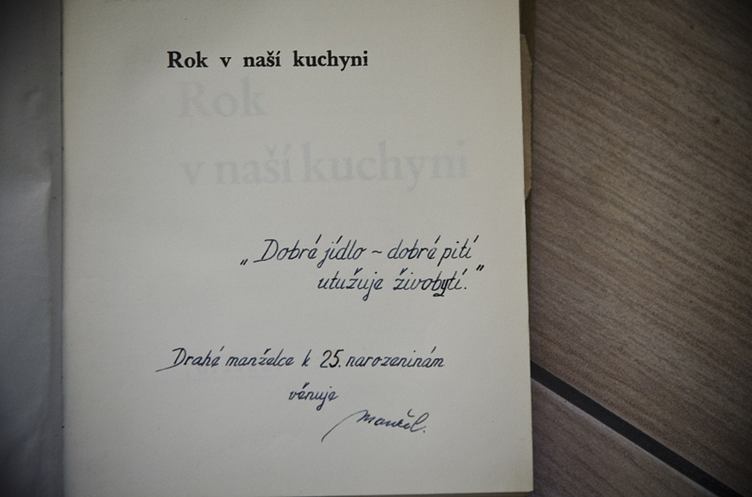 Rok v naší kuchyni
Rok
v naší kuchyni
„Dobré jídlo ~ dobré pití
utužuje živobytí.“
Drahé manželce k 25. narozeninám
věnuje
manžel.